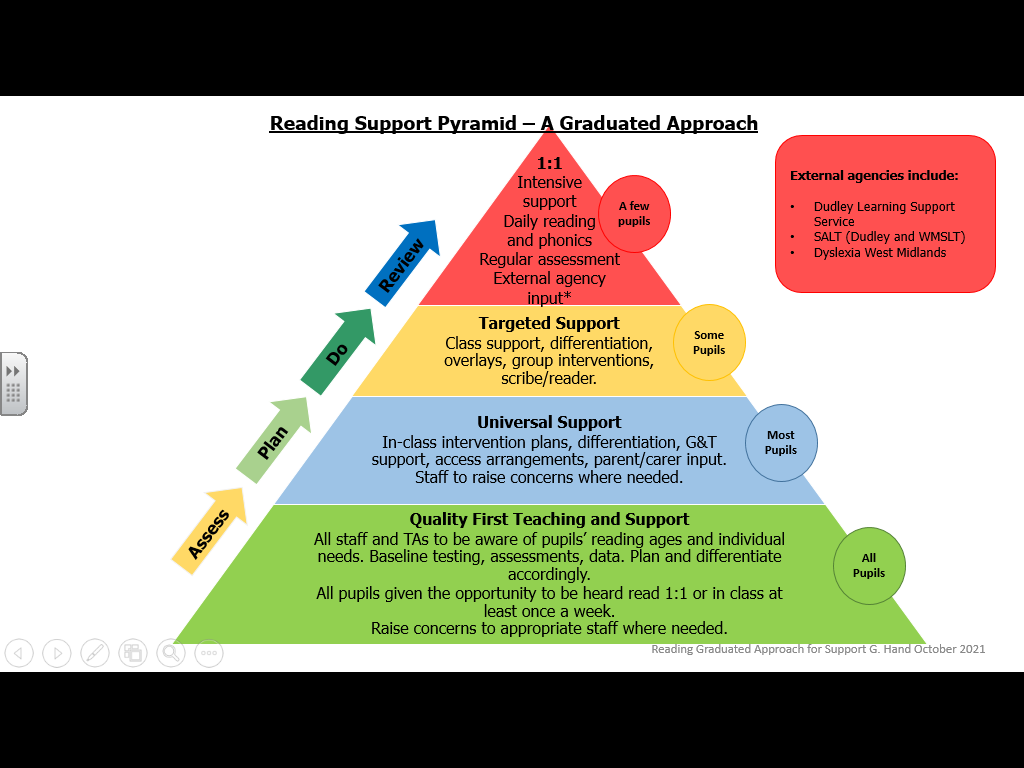 Reading Support Pyramid – A Graduated Approach
1:1
Intensive
support
Daily reading
and phonics
Regular assessment
External agency
input*
A few
pupils
External agencies include:
• Dudley Learning Support
Service
• SALT (Dudley and WMSLT)
• Dyslexia West Midlands
Review
Targeted Support
Class support, differentiation,
overlays, group interventions,
scribe/reader.
Some
Pupils
Do
Universal Support
In-class intervention plans, differentiation, G&T
support, access arrangements, parent/carer input.
Staff to raise concerns where needed.
Most
Pupils
Plan
Quality First Teaching and Support
All staff and TAs to be aware of pupils’ reading ages and individual
needs. Baseline testing, assessments, data. Plan and differentiate
accordingly.
All pupils given the opportunity to be heard read 1:1 or in class at
least once a week.
Raise concerns to appropriate staff where needed.
All
Pupils
Assess
Reading Graduated Approach for Support G. Hand October 2021